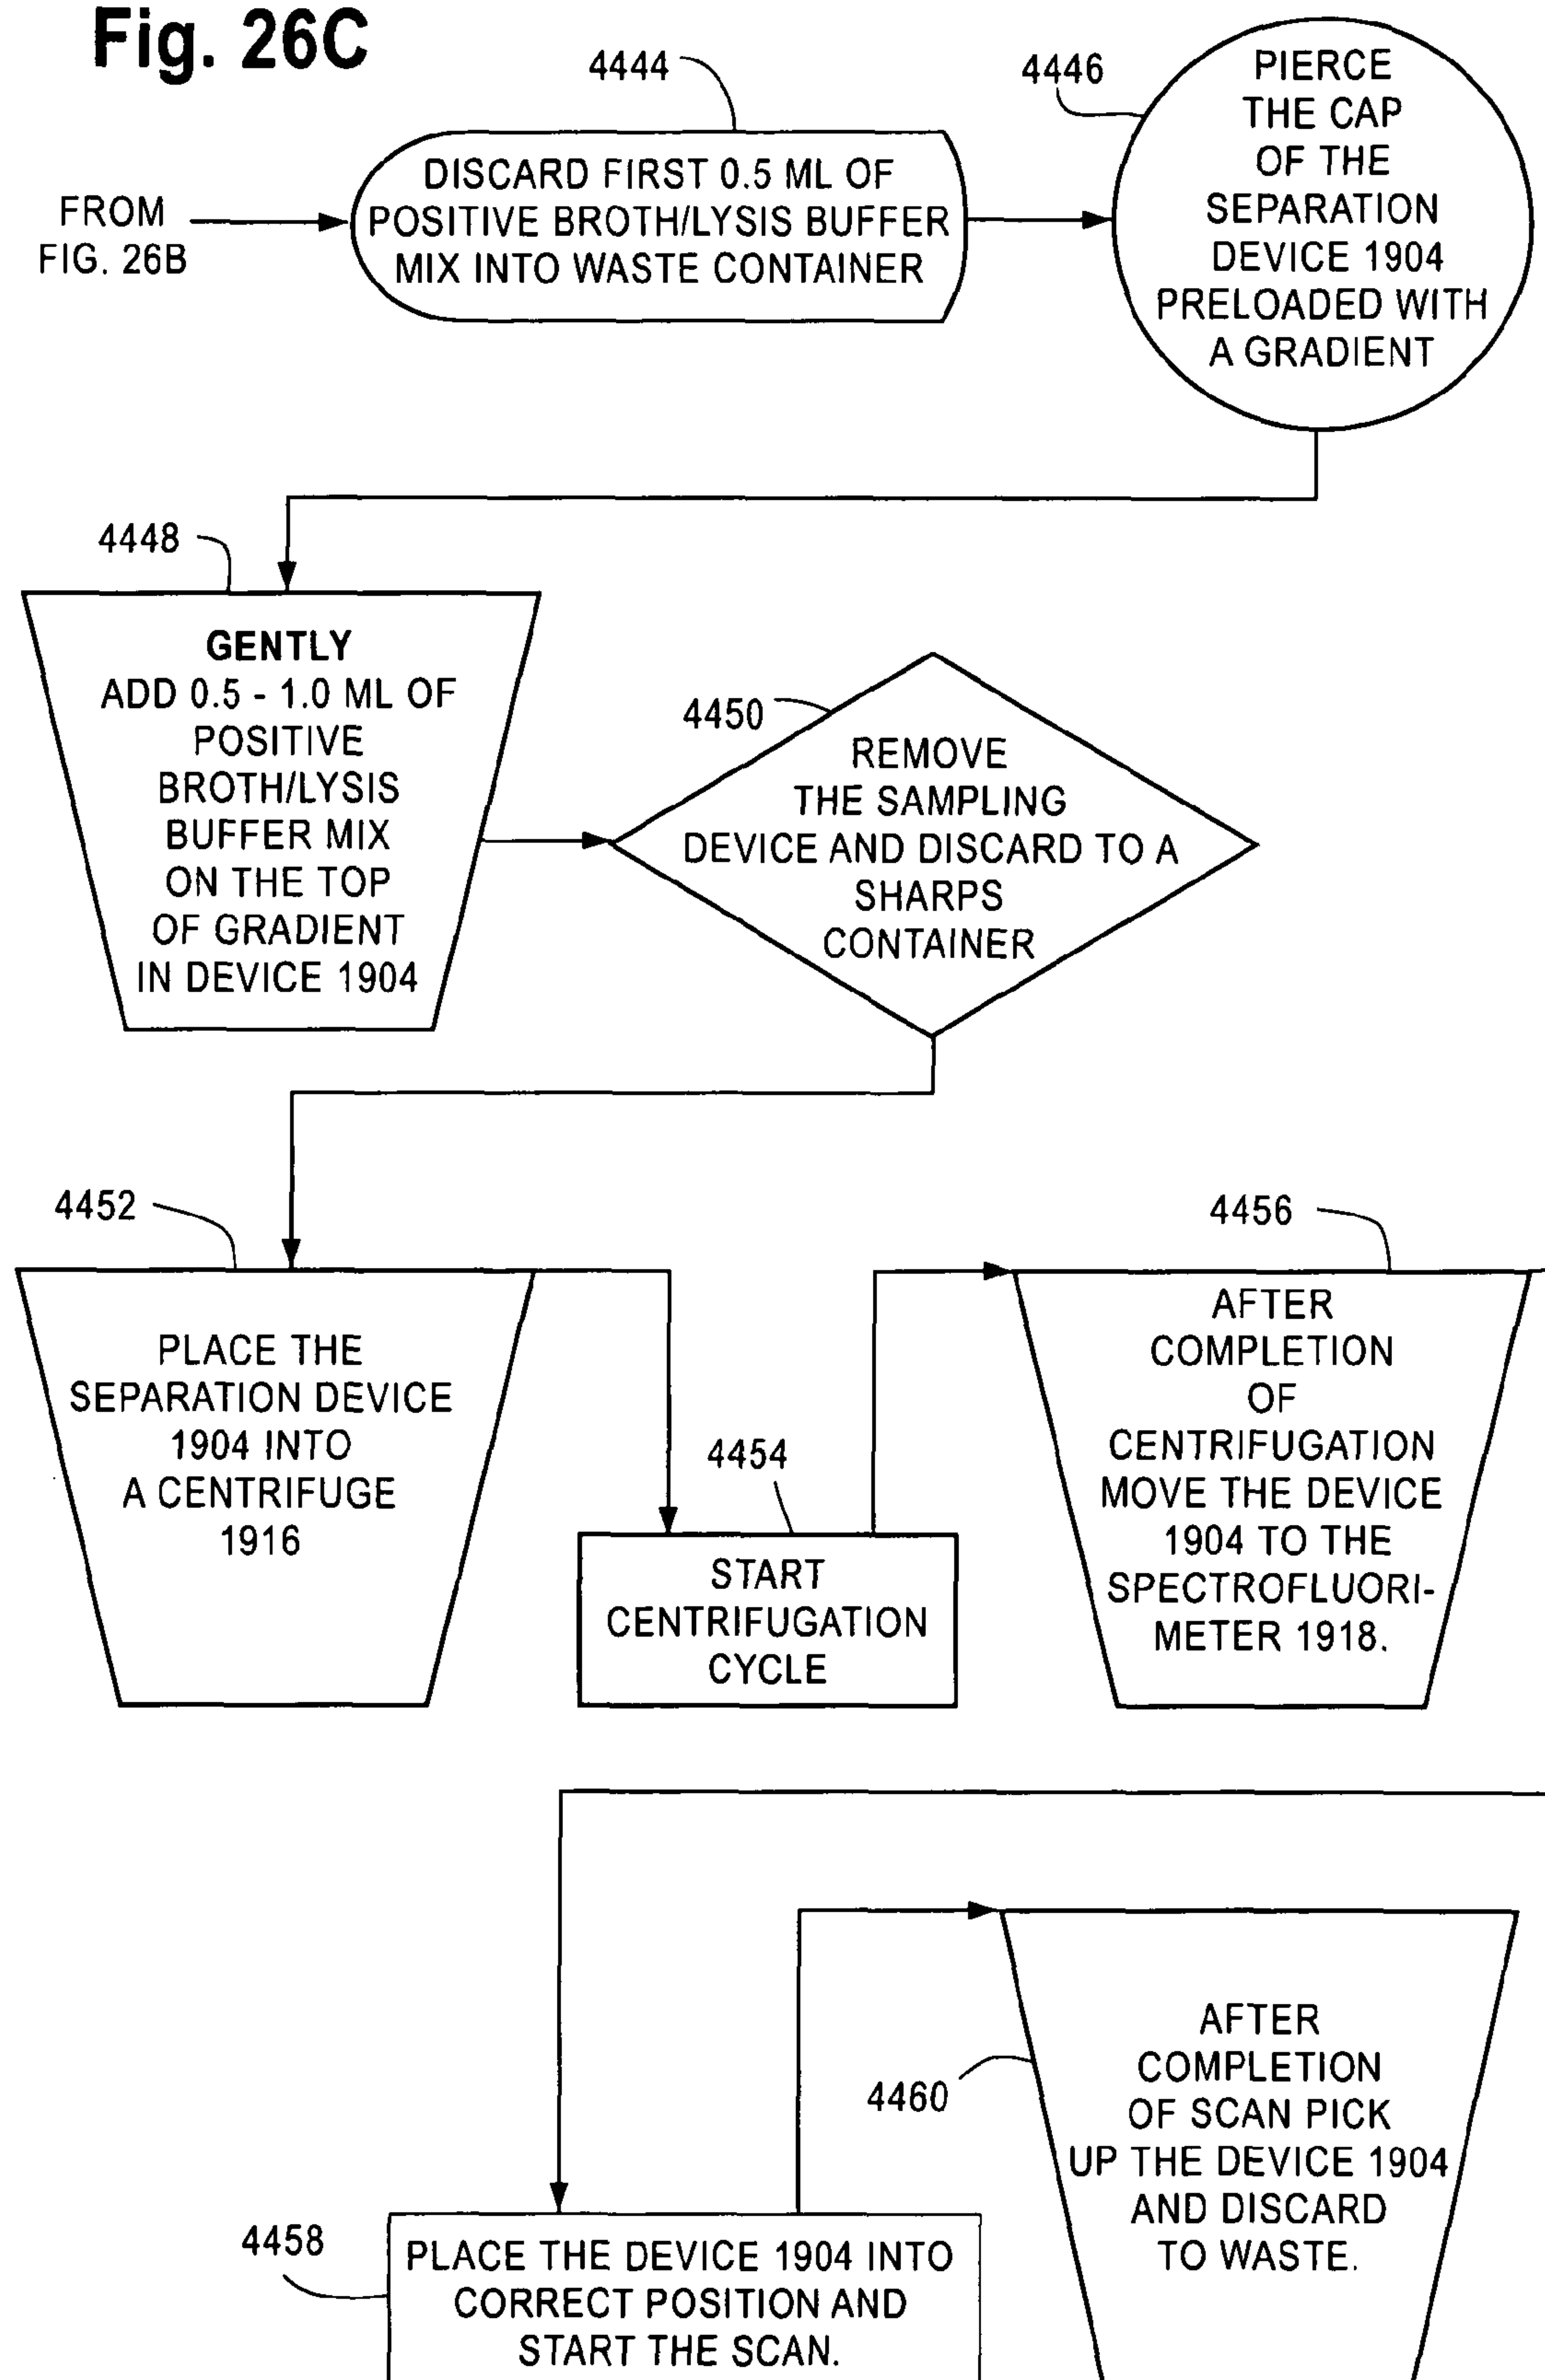 Fig. 26C
4444
4446
FROM
FIG. 26B
DISCARD FIRST 0.5 ML OF
POSITIVE BROTH/LYSIS BUFFER
MIX INTO WASTE CONTAINER
PIERCE
THE CAP
OF THE
SEPARATION
DEVICE 1904
PRELOADED WITH
A GRADIENT
4448
GENTLY
ADD 0.5 - 1.0 ML OF
POSITIVE
BROTH/LYSIS
BUFFER MIX
ON THE TOP
OF GRADIENT
IN DEVICE 1904
4450
REMOVE
THE SAMPLING
DEVICE AND DISCARD TO A
SHARPS
CONTAINER
4452
PLACE THE
SEPARATION DEVICE
1904 INTO
A CENTRIFUGE
1916
4454
START
CENTRIFUGATION
CYCLE
4456
AFTER
COMPLETION
OF
CENTRIFUGATION
MOVE THE DEVICE
1904 TO THE
SPECTROFLUORI-
METER 1918.
4458
PLACE THE DEVICE 1904 INTO
CORRECT POSITION AND
START THE SCAN.
4460
AFTER
COMPLETION
OF SCAN PICK
UP THE DEVICE 1904
AND DISCARD
TO WASTE.